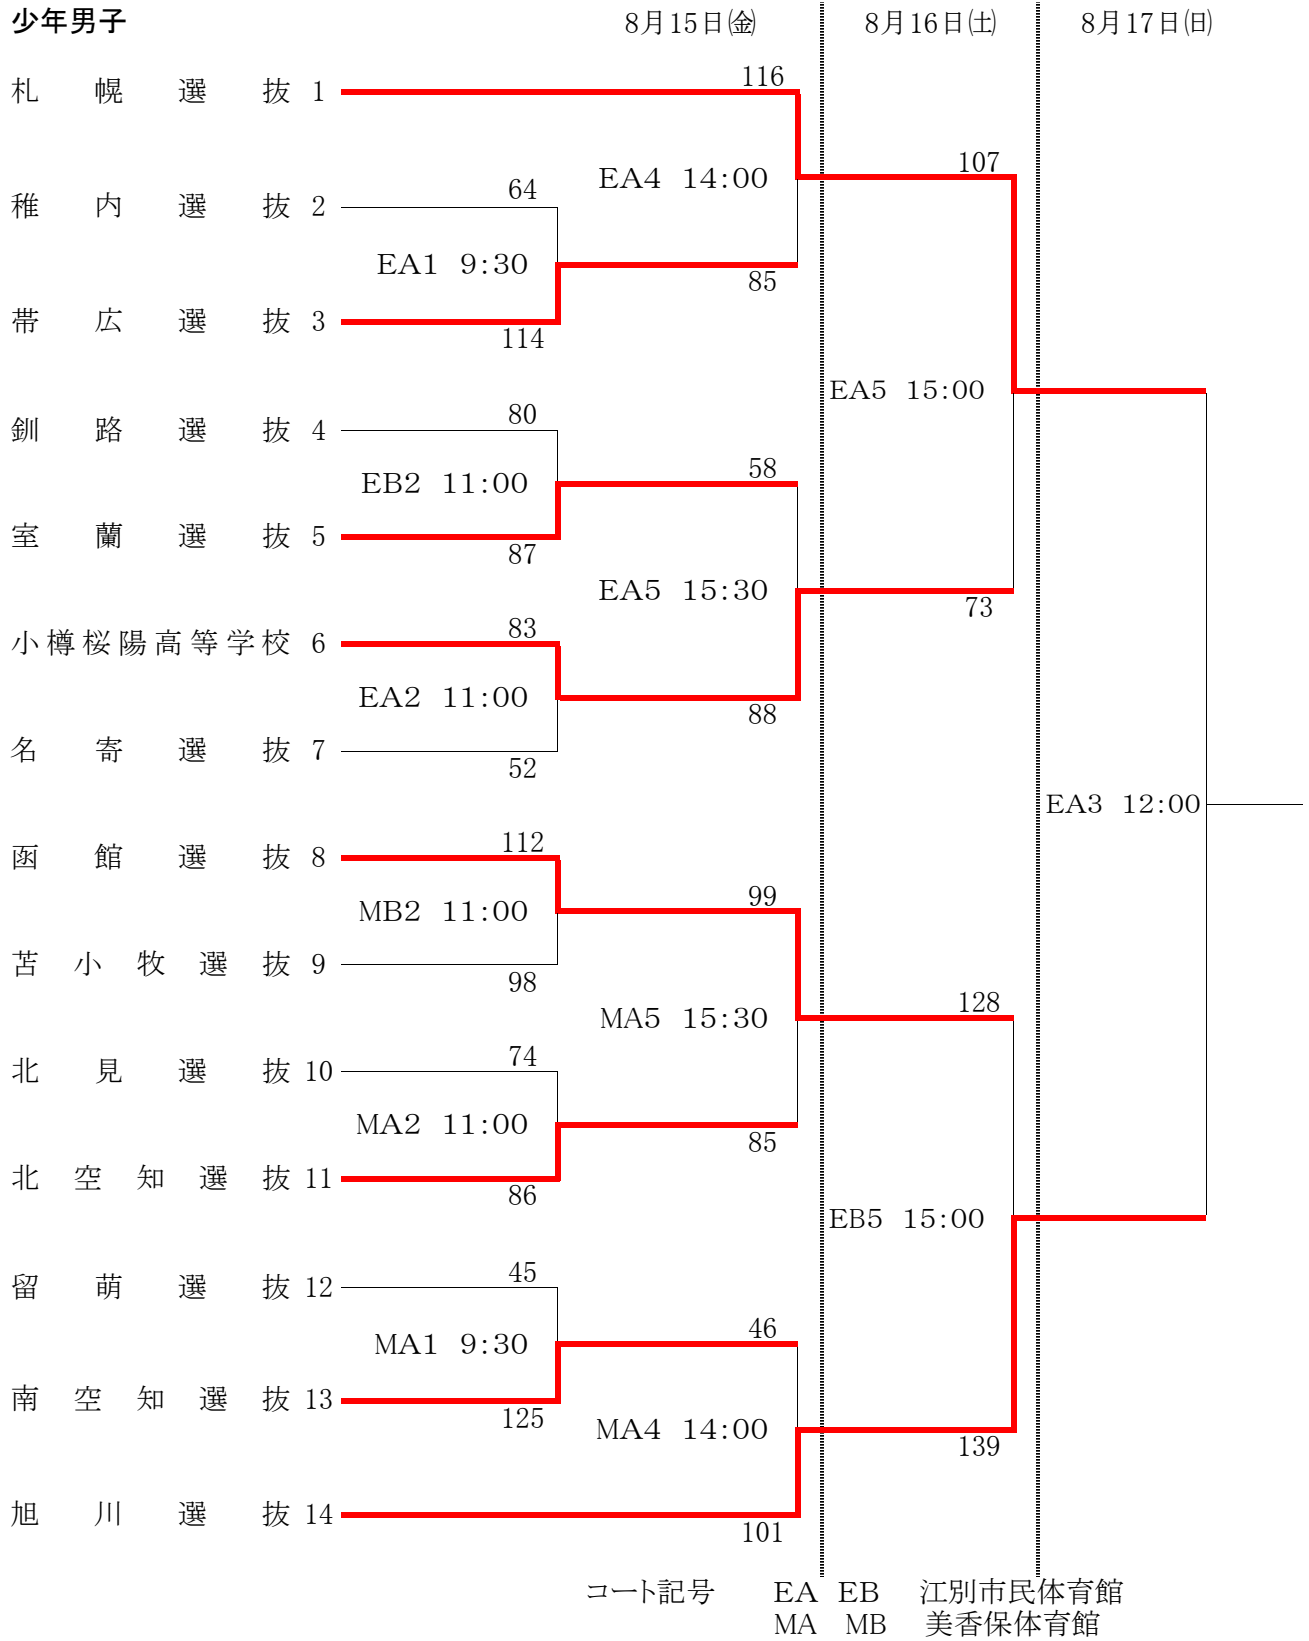 少年男子 8月15日㈮ 8月16日㈯ 8月17日㈰
116
札幌選抜 1
107
EA4 14:00
64
稚内選抜 2
EA1 9:30
85
帯広選抜 3
114
EA5 15:00
80
釧路選抜 4
58
EB2 11:00
室蘭選抜 5
87
EA5 15:30
73
83
小樽桜陽高等学校 6
EA2 11:00
88
名寄選抜 7
52
EA3 12:00
112
函館選抜 8
99
MB2 11:00
苫小牧選抜 9
98
128
MA5 15:30
74
北見選抜 10
MA2 11:00
85
北空知選抜 11
86
EB5 15:00
45
留萌選抜 12
46
MA1 9:30
南空知選抜 13
125
MA4 14:00
139
旭川選抜 14
101
コート記号 EA EB 江別市民体育館
MA MB 美香保体育館